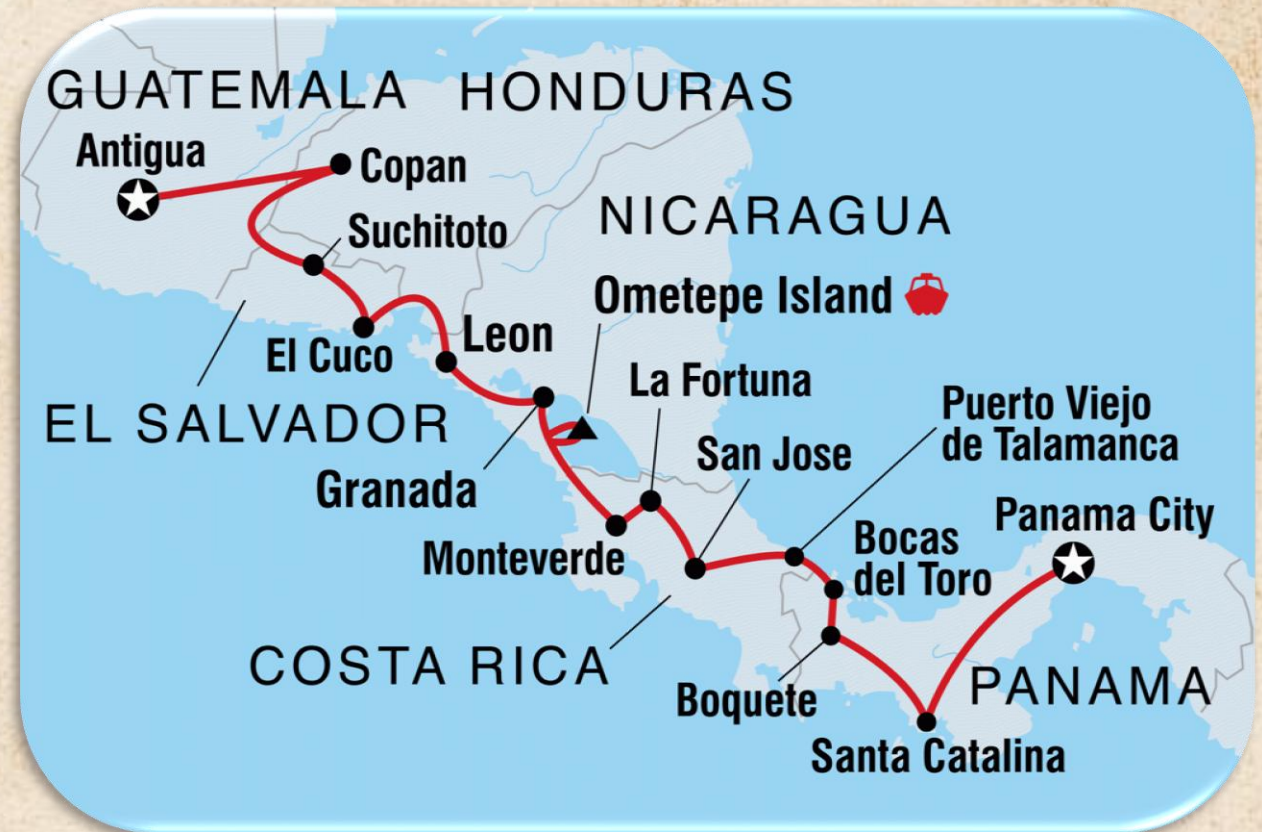 GUATEMALA
HONDURAS
Antigua
Copan
NICARAGUA
Suchitoto
Ometepe Island
Leon
El Cuco
La Fortuna
EL SALVADOR
Puerto Viejo
de Talamanca
San Jose
Granada
Panama City
Monteverde
Bocas
del Toro
COSTA RICA
PANAMA
Boquete
Santa Catalina